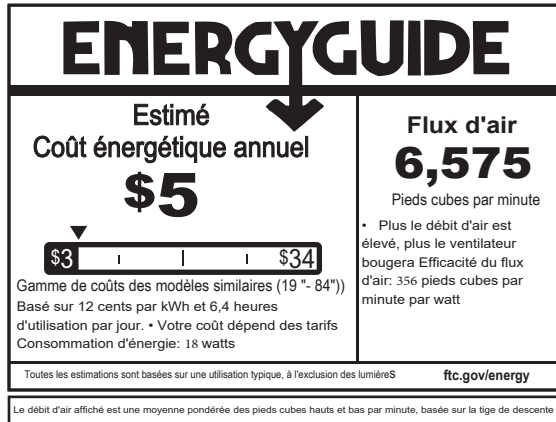 ENERGYGUIDE
Estimé
Coût énergétique annuel
$5
$3
$34
Gamme de coûts des modèles similaires (19 "- 84"))
Basé sur 12 cents par kWh et 6,4 heures
d'utilisation par jour. • Votre coût dépend des tarifs
Consommation d'énergie: 18 watts
Flux d'air
6,575
Pieds cubes par minute
• Plus le débit d'air est
élevé, plus le ventilateur
bougera Efficacité du flux
d'air: 356 pieds cubes par
minute par watt
Toutes les estimations sont basées sur une utilisation typique, à l'exclusion des lumièreS
ftc.gov/energy
Le débit d'air affiché est une moyenne pondérée des pieds cubes hauts et bas par minute, basée sur la tige de descente